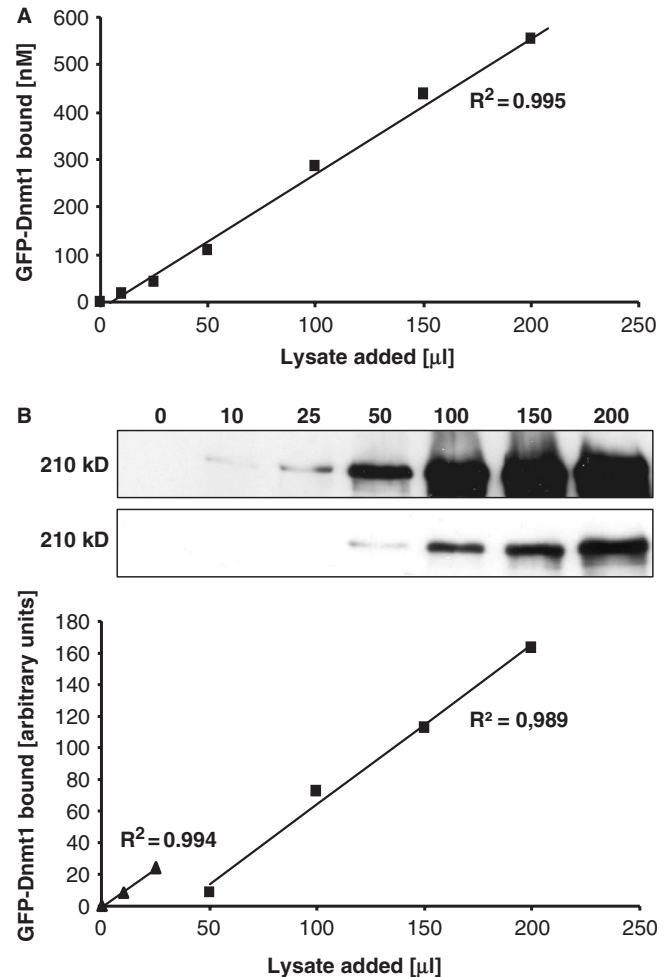 A
GFP-Dnmt1 bound [nM]
600
500
400
300
200
100
0
R² = 0.995
0 50 100 150 200 250
Lysate added [µl]
B
0 10 25 50 100 150 200
210 kD
210 kD
GFP-Dnmt1 bound [arbitrary units]
180
160
140
120
100
80
60
40
20
0
R² = 0,989
R² = 0.994
0 50 100 150 200 250
Lysate added [µl]